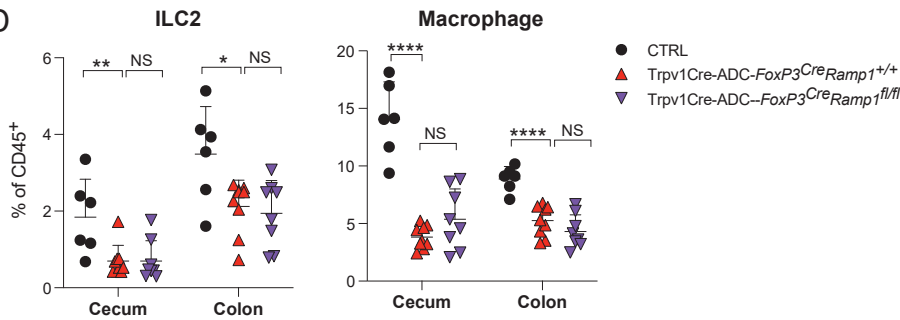 D
ILC2
% of CD45+
6
4
2
0
** NS
* NS
Cecum Colon
Macrophage
20
15
10
5
0
****
NS
**** NS
Cecum Colon
CTRL
Trpv1Cre-ADC-FoxP3CreRamp1+/+
Trpv1Cre-ADC--FoxP3CreRamp1fl/fl